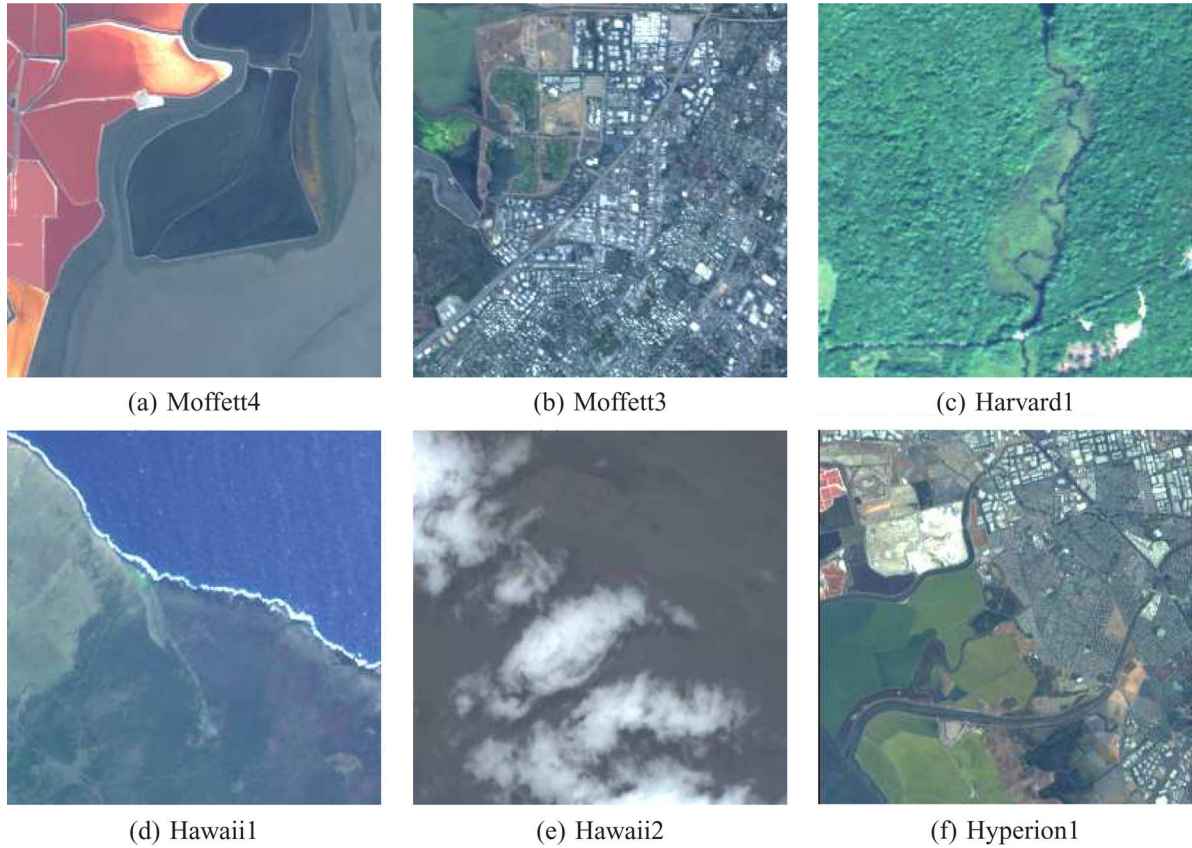 (a) Moffett4
(b) Moffett3
(c) Harvard1
(d) Hawaii1
(e) Hawaii2
(f) Hyperion1